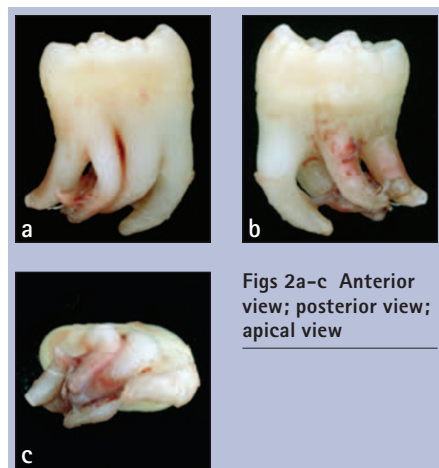 a
b
Figs 2a-c Anterior
view; posterior view;
apical view
c